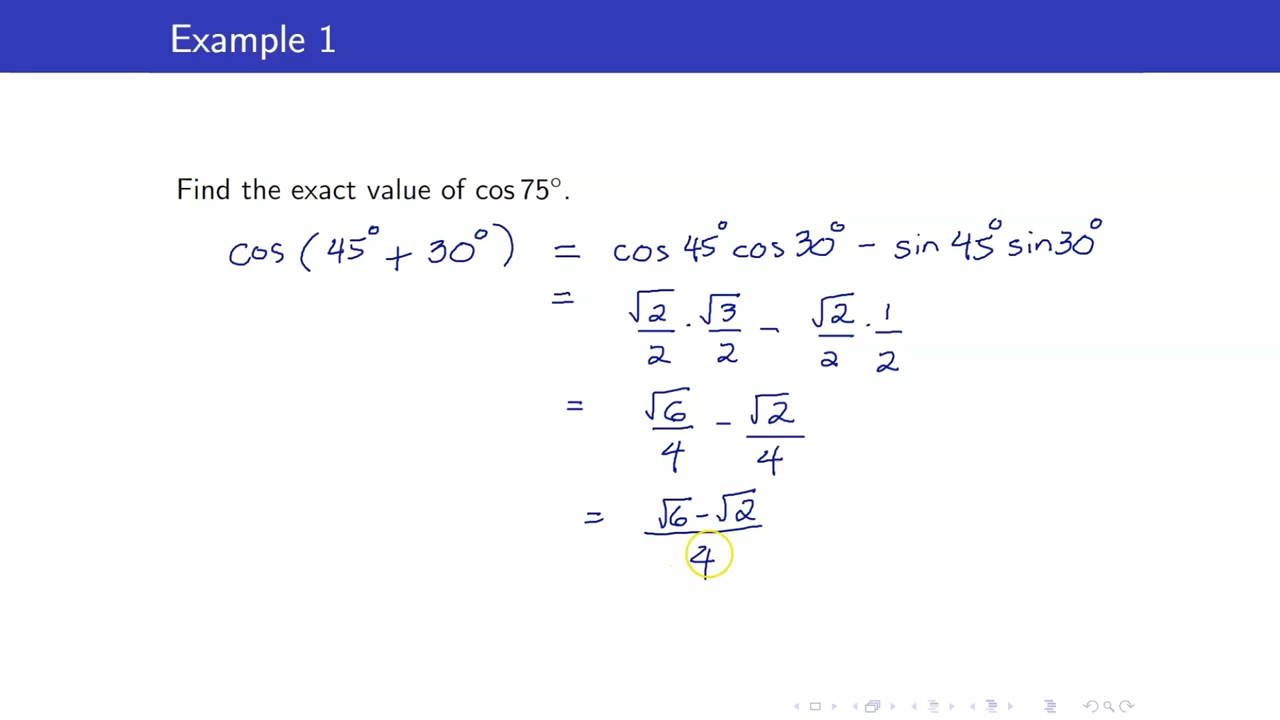 Example 1
Find the exact value of cos 75°.
cos (45° + 30°) = cos 45° cos 30° − sin 45° sin 30°
= √2/2 · √3/2 − √2/2 · 1/2
= √6/4 − √2/4
= (√6 − √2)/4